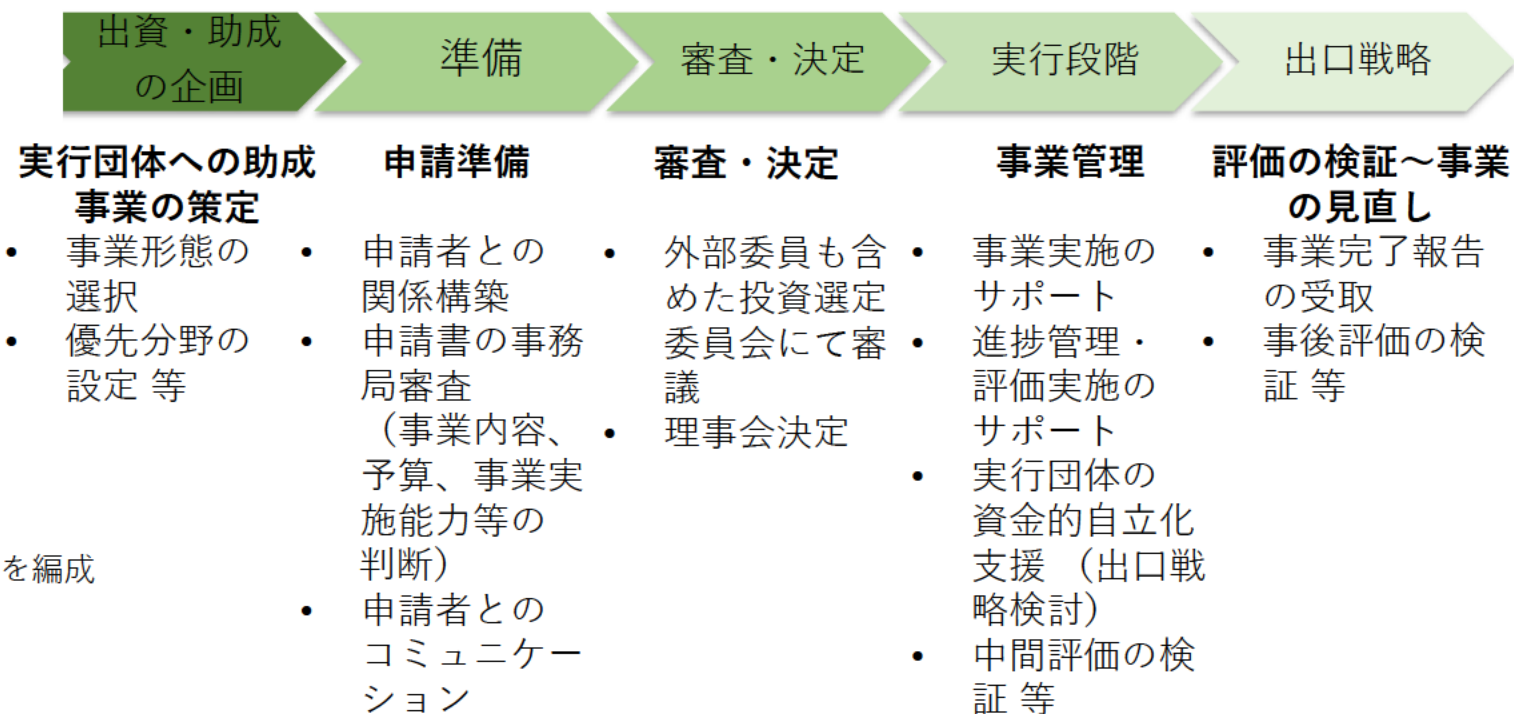 出資・助成
の企画
準備
審査・決定
実行段階
出口戦略
実行団体への助成
事業の策定
• 事業形態の
選択
• 優先分野の
設定 等
を編成
申請準備
• 申請者との
関係構築
• 申請書の事務
局審査
（事業内容、
予算、事業実
施能力等の
判断）
• 申請者との
コミュニケー
ション
審査・決定
• 外部委員も含
めた投資選定
委員会にて審
議
• 理事会決定
事業管理
• 事業実施の
サポート
• 進捗管理・
評価実施の
サポート
• 実行団体の
資金的自立化
支援 （出口戦
略検討）
• 中間評価の検
証 等
評価の検証～事業
の見直し
• 事業完了報告
の受取
• 事後評価の検
証 等